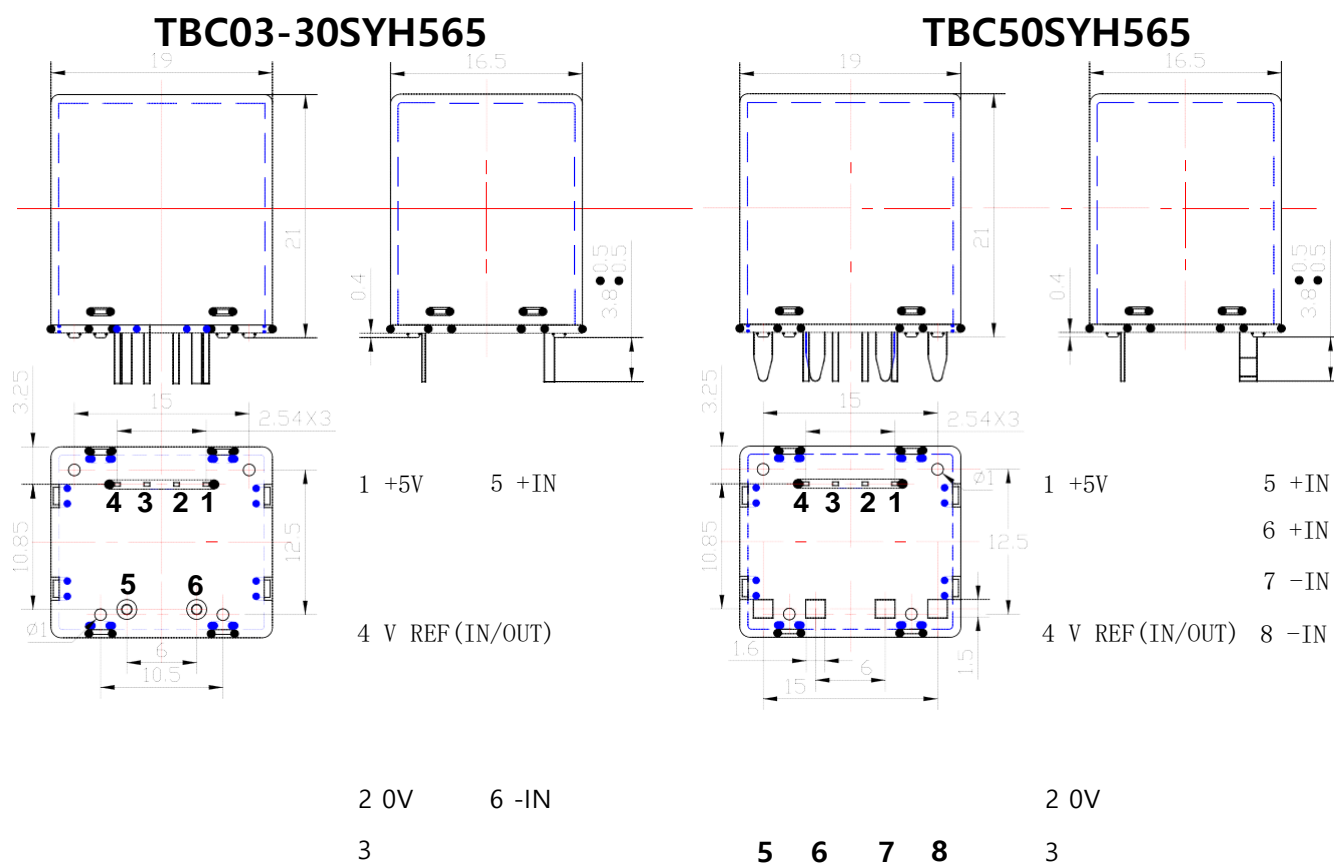 TBC03-30SYH565
TBC50SYH565
19
16.5
19
16.5
21
0.4
3.8 0.5
0.5
21
0.4
3.8 0.5
0.5
3.25
15
2.54X3
3.25
15
2.54X3
4 3 2 1
1 +5V 5 +IN
4 3 2 1
ø1
1 +5V 5 +IN
10.85
12.5
10.85
12.5
6 +IN
5 6
7 -IN
ø1
4 V REF(IN/OUT)
4 V REF(IN/OUT) 8 -IN
6
10.5
1.6
6
1.5
15
2 0V 6 -IN
2 0V
3
5 6 7 8
3